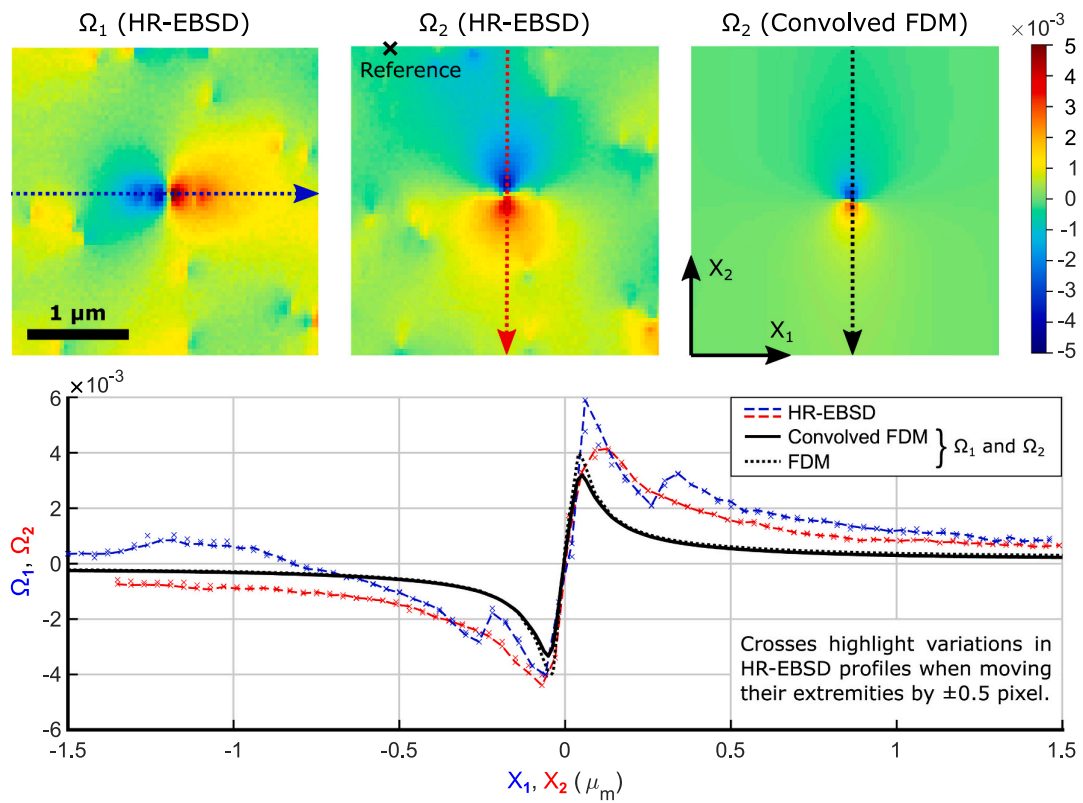 Ω₁ (HR-EBSD)
Ω₂ (HR-EBSD)
Ω₂ (Convolved FDM)
×10⁻³
Reference
1 µm
X₂
X₁
5
4
3
2
1
0
-1
-2
-3
-4
-5
×10⁻³
6
4
2
0
-2
-4
-6
Ω₁, Ω₂
HR-EBSD
Convolved FDM
FDM
Ω₁ and Ω₂
Crosses highlight variations in
HR-EBSD profiles when moving
their extremities by ±0.5 pixel.
-1.5 -1 -0.5 0 0.5 1 1.5
X₁, X₂ (μₘ)